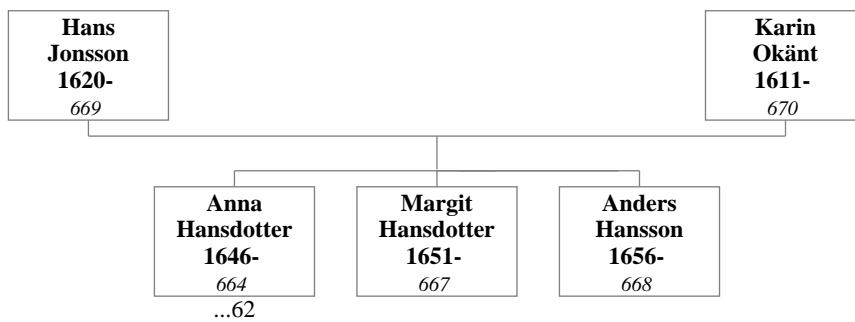 Hans
Jonsson
1620-
669
Karin
Okänt
1611-
670
Anna
Hansdotter
1646-
664
...62
Margit
Hansdotter
1651-
667
Anders
Hansson
1656-
668